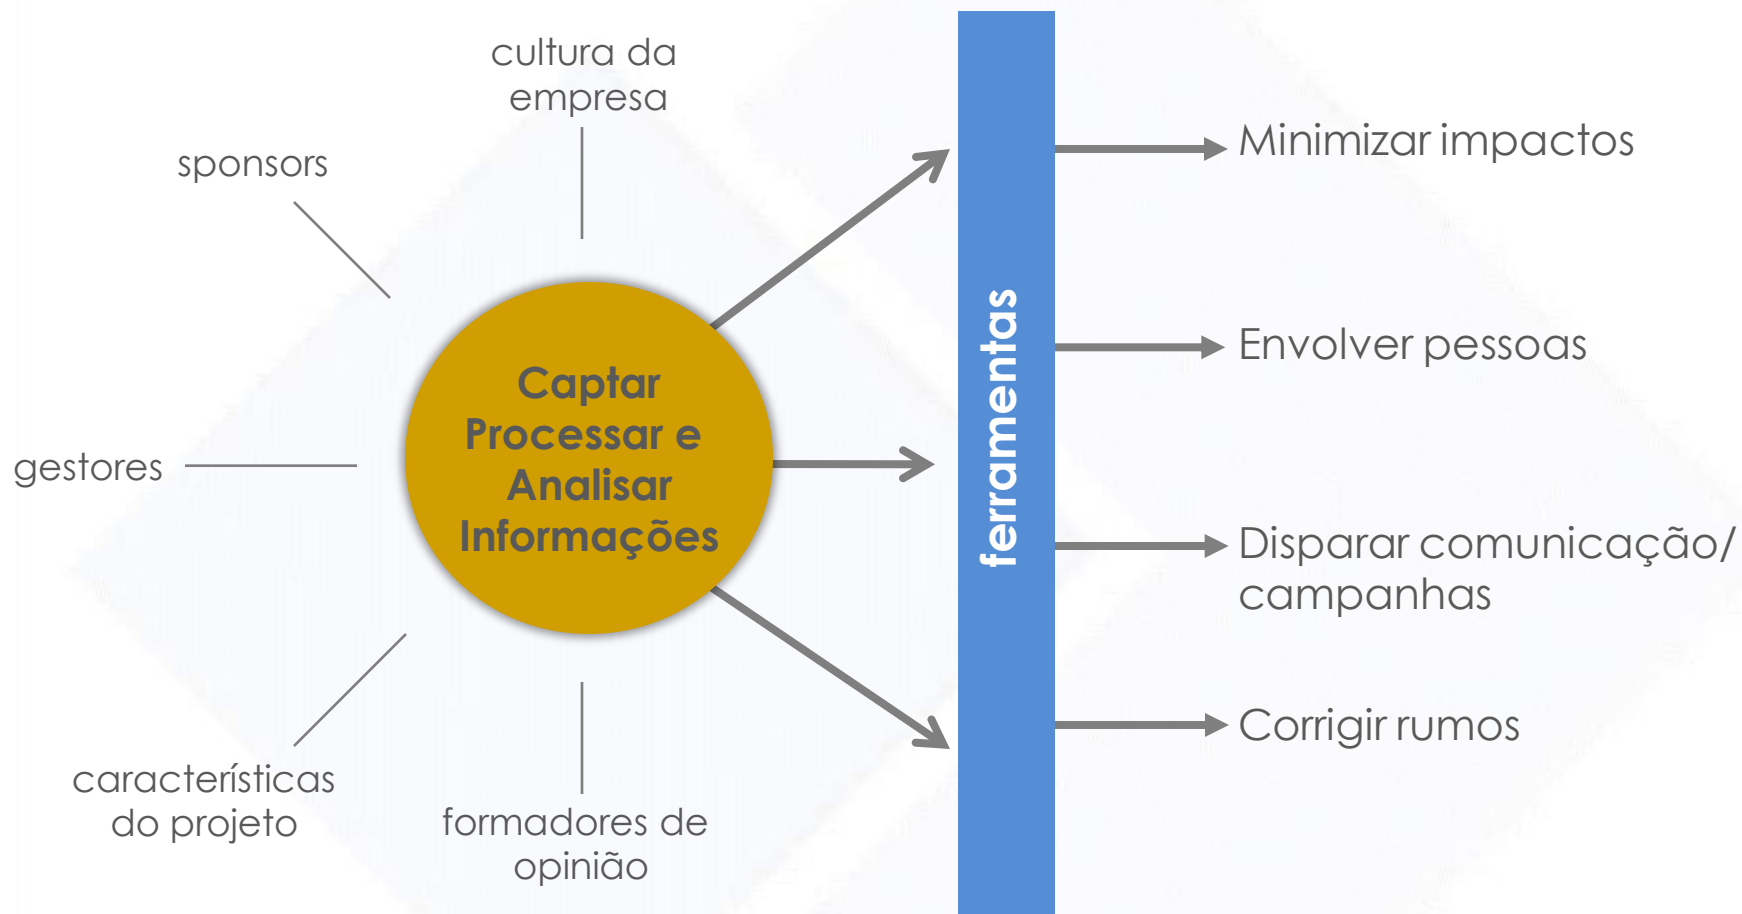 cultura da
empresa
sponsors
gestores
características
do projeto
formadores de
opinião
Captar
Processar e
Analisar
Informações
ferramentas
Minimizar impactos
Envolver pessoas
Disparar comunicação/
campanhas
Corrigir rumos